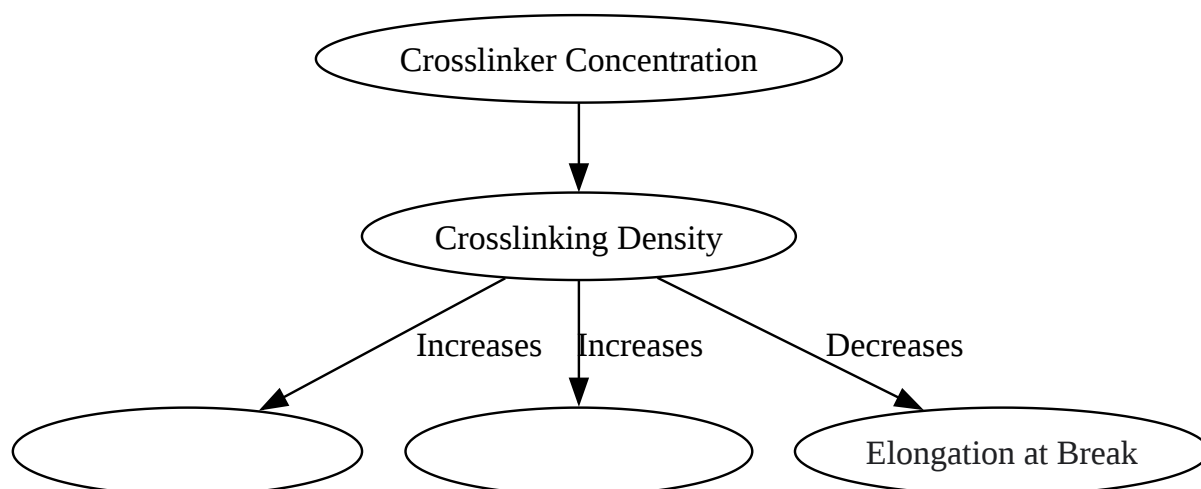 Crosslinker Concentration
Crosslinking Density
Increases
Increases
Decreases
Elongation at Break